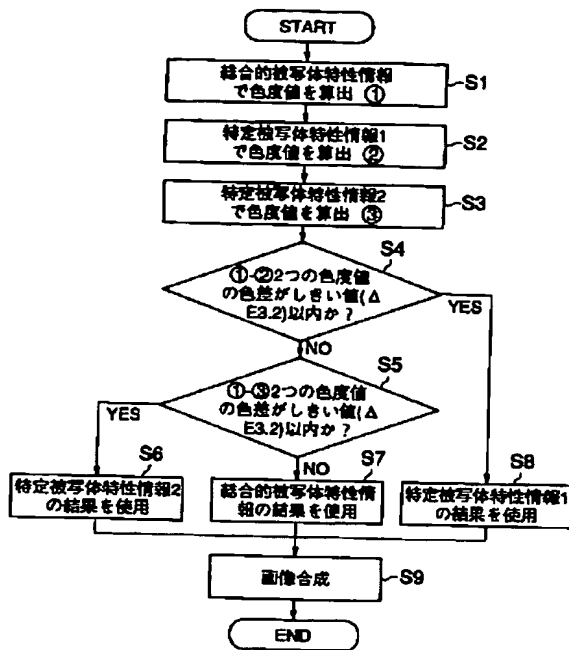 START
総合的被写体特性情報
で色度値を算出 ①
S1
特定被写体特性情報1
で色度値を算出 ②
S2
特定被写体特性情報2
で色度値を算出 ③
S3
S4
①-②2つの色度値
の色差がしきい値(Δ
E3.2)以内か?
YES
NO
S5
①-③2つの色度値
の色差がしきい値(Δ
E3.2)以内か?
YES
NO
S6
特定被写体特性情報2
の結果を使用
S7
総合的被写体特性情
報の結果を使用
S8
特定被写体特性情報1
の結果を使用
画像合成
S9
END